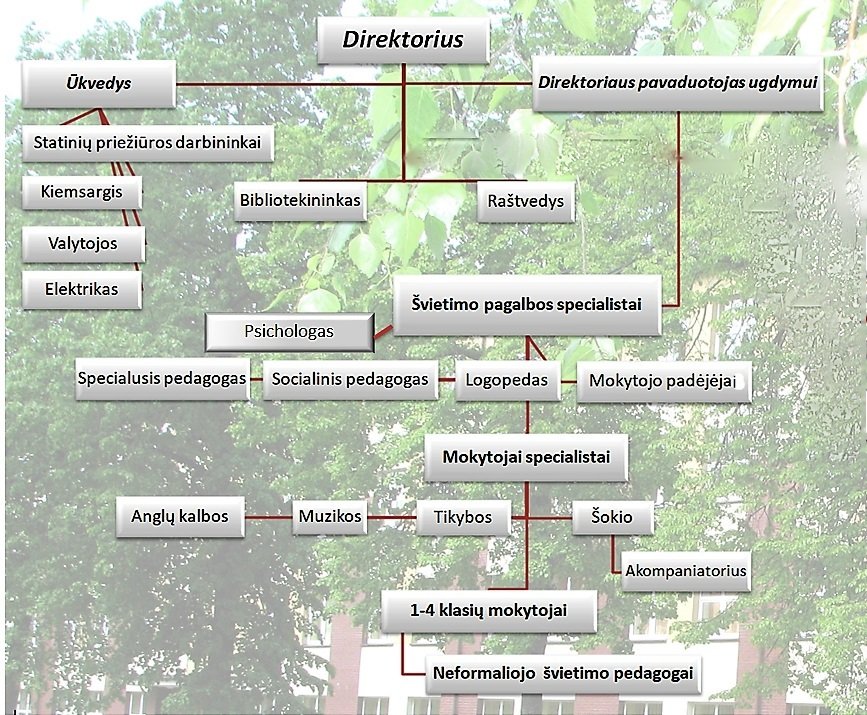 Direktorius
Ūkvedys
Direktoriaus pavaduotojas ugdymui
Statinių priežiūros darbininkai
Kiemsargis
Bibliotekininkas
Raštvedys
Valytojos
Elektrikas
Švietimo pagalbos specialistai
Psichologas
Specialusis pedagogas
Socialinis pedagogas
Logopedas
Mokytojo padėjėjai
Mokytojai specialistai
Anglų kalbos
Muzikos
Tikybos
Šokio
Akompaniatorius
1-4 klasių mokytojai
Neformaliojo švietimo pedagogai